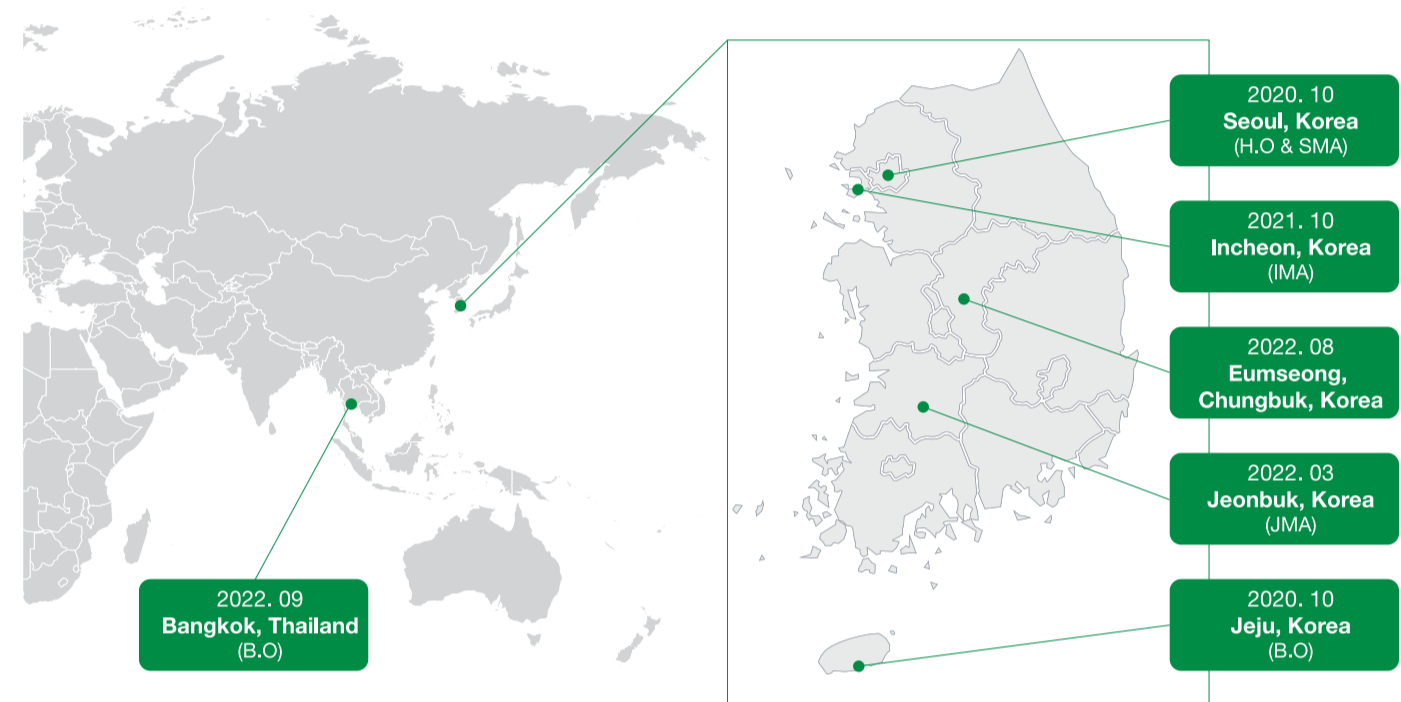 2020. 10
Seoul, Korea
(H.O & SMA)
2021. 10
Incheon, Korea
(IMA)
2022. 08
Eumseong,
Chungbuk, Korea
2022. 03
Jeonbuk, Korea
(JMA)
2020. 10
Jeju, Korea
(B.O)
2022. 09
Bangkok, Thailand
(B.O)